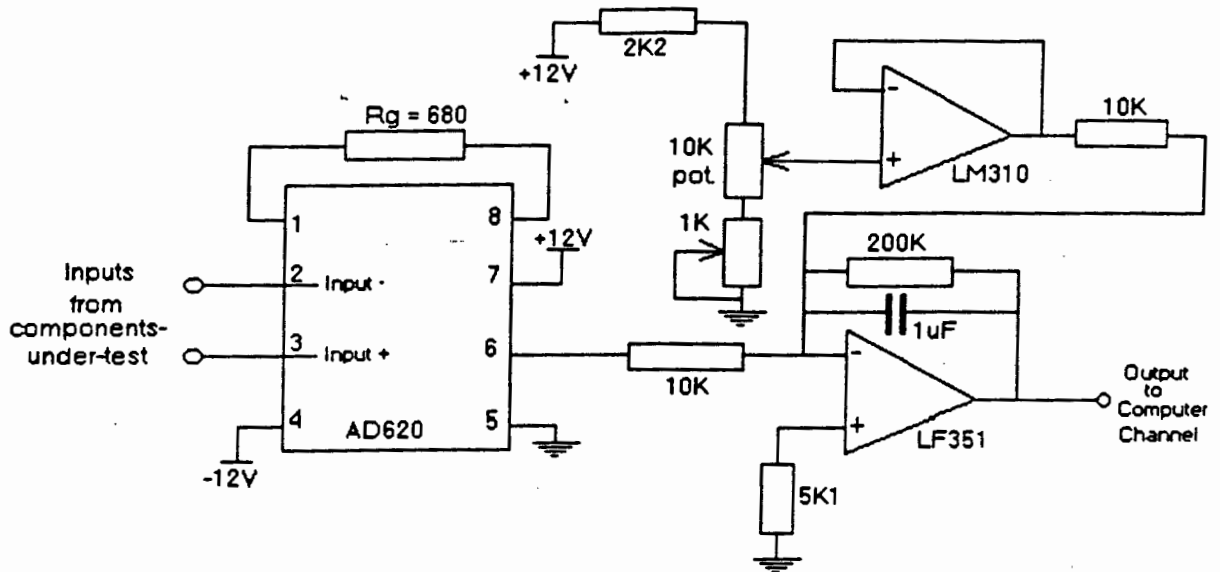 2K2
+12V
Rg = 680
10K
pot.
-
+
LM310
10K
1K
1
8
+12V
Inputs
from
components-
under-test
2
Input -
7
3
Input +
6
4
5
AD620
-12V
10K
200K
1uF
-
+
LF351
5K1
Output
to
Computer
Channel